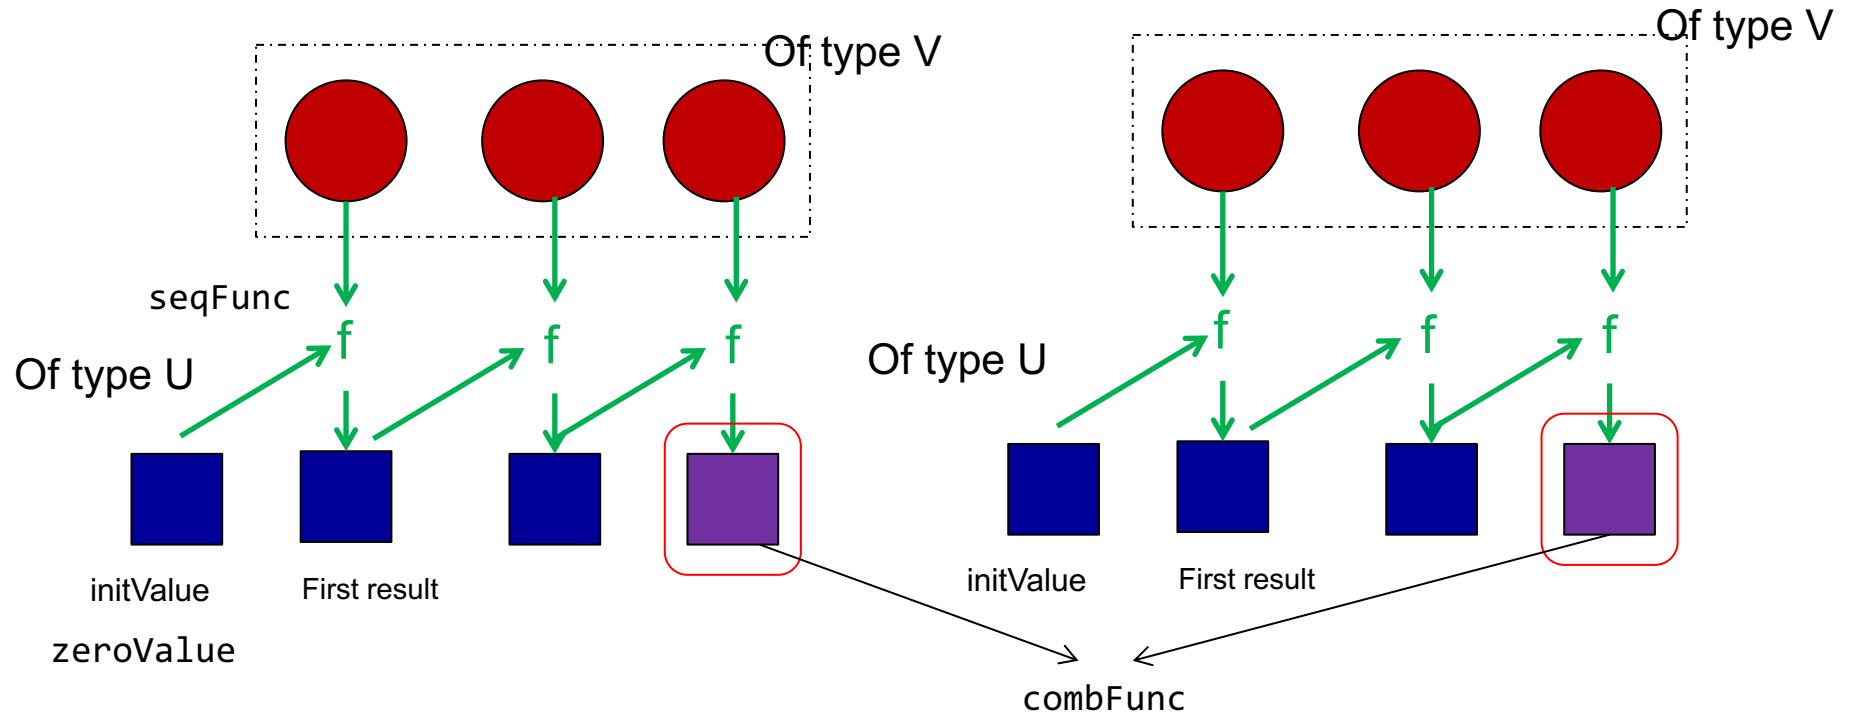 Of type V
Of type V
seqFunc
f
f
f
f
f
f
Of type U
Of type U
initValue
First result
initValue
First result
zeroValue
combFunc